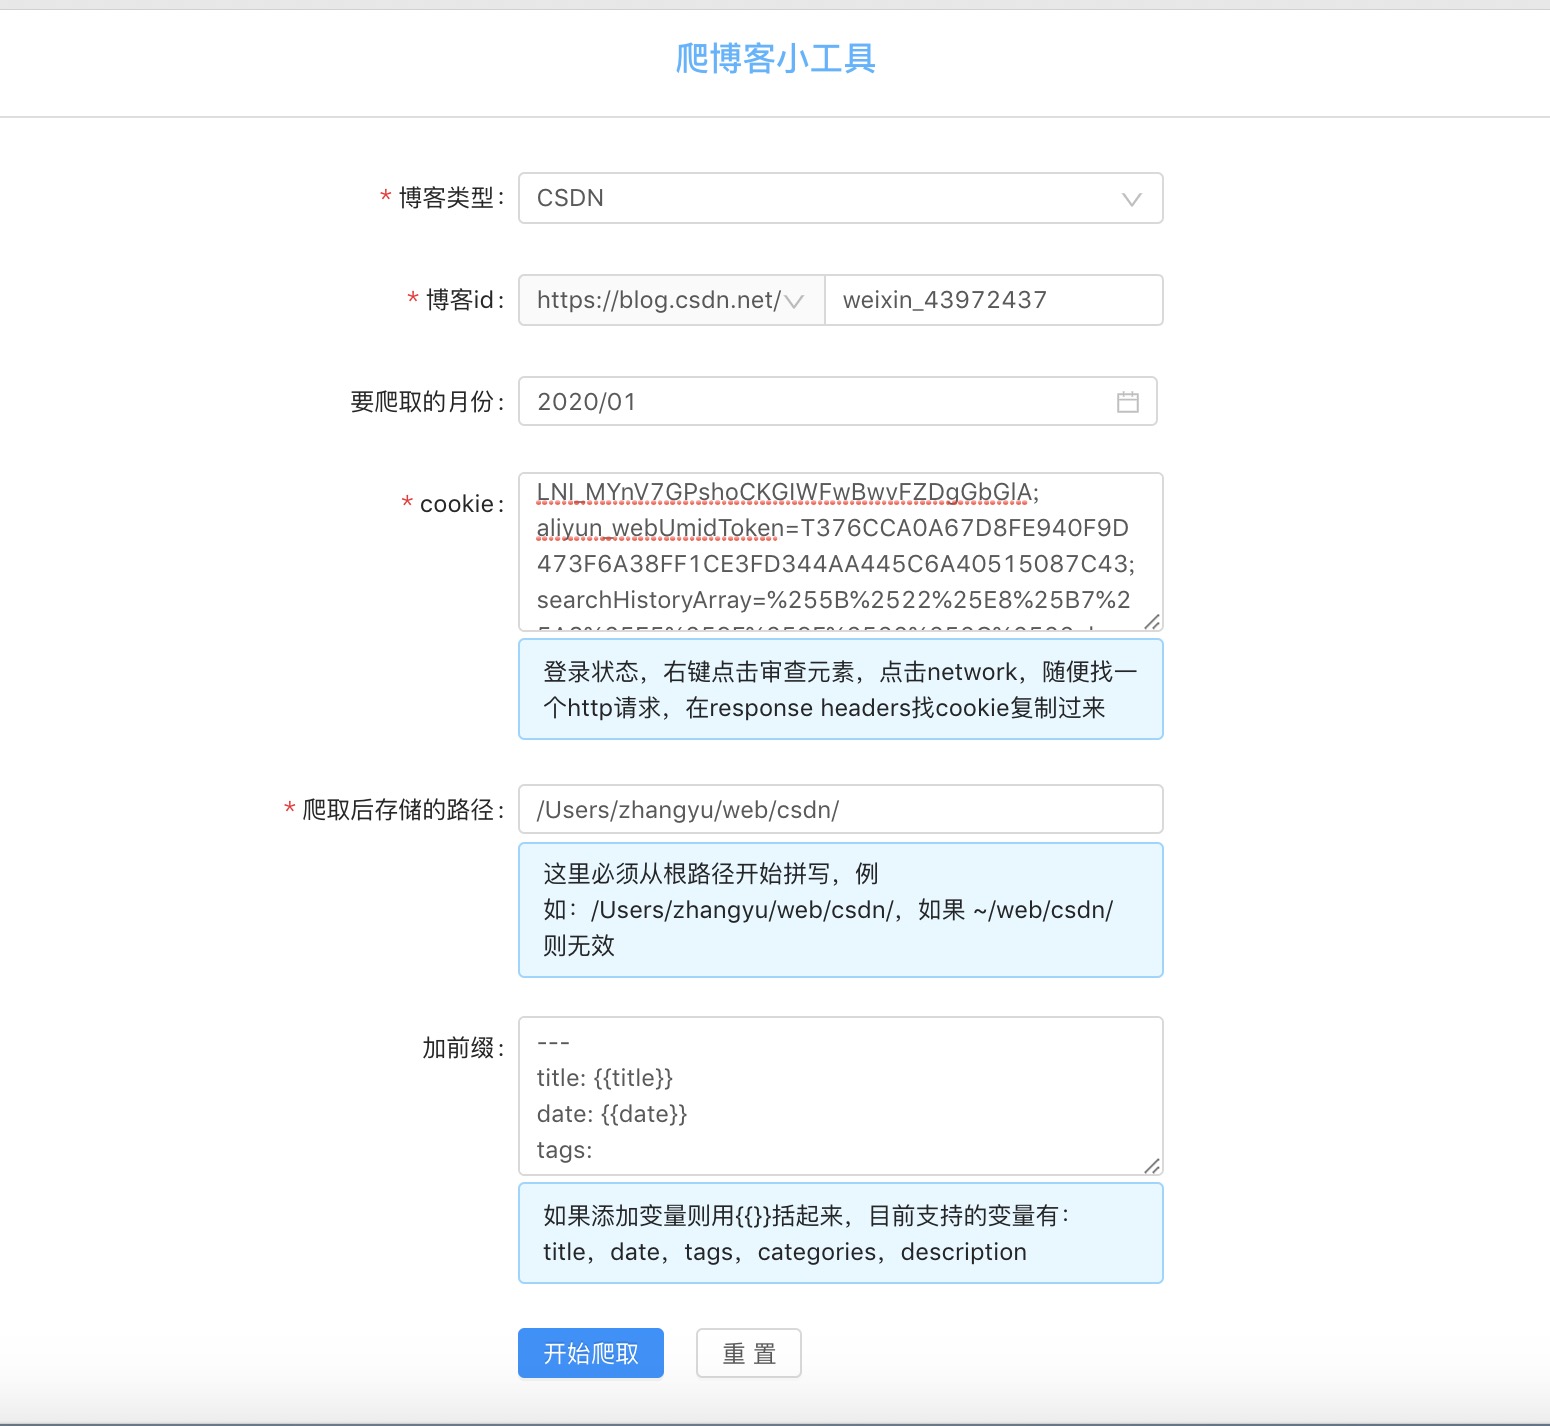 爬博客小工具
* 博客类型:
CSDN
* 博客id:
https://blog.csdn.net/
weixin_43972437
要爬取的月份:
2020/01
* cookie:
LNI_MYnV7GPshoCKGIWFwBwvFZDgGbGlA;
aliyun_webUmidToken=T376CCA0A67D8FE940F9D
473F6A38FF1CE3FD344AA445C6A40515087C43;
searchHistoryArray=%255B%2522%25E8%25B7%2
登录状态，右键点击审查元素，点击network，随便找一
个http请求，在response headers找cookie复制过来
* 爬取后存储的路径:
/Users/zhangyu/web/csdn/
这里必须从根路径开始拼写，例
如：/Users/zhangyu/web/csdn/，如果 ~/web/csdn/
则无效
加前缀:
---
title: {{title}}
date: {{date}}
tags:
如果添加变量则用{{}}括起来，目前支持的变量有：
title，date，tags，categories，description
开始爬取
重 置